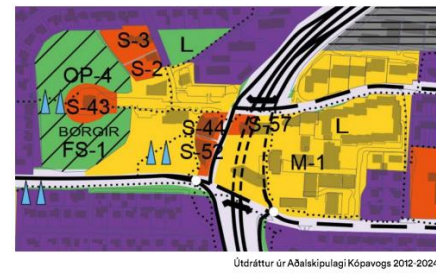 S-3
L
S-2
OP-4
S-43
BORGIR
FS-1
S-44
S-57
L
S-52
M-1
Útdráttur úr Aðalskipulagi Kópavogs 2012-2024